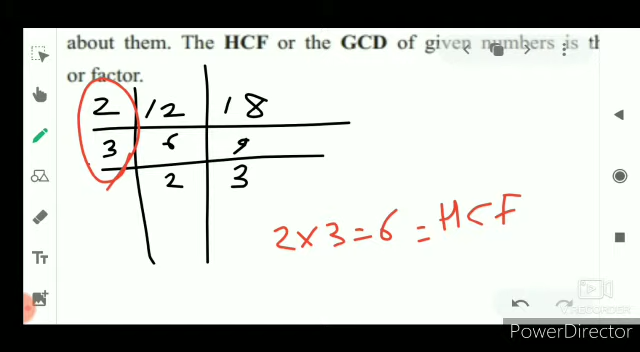 about them. The HCF or the GCD of given numbers is th
or factor.
2 12 18
3 6 9
2 3
2×3=6=HCF
Tт
PowerDirector